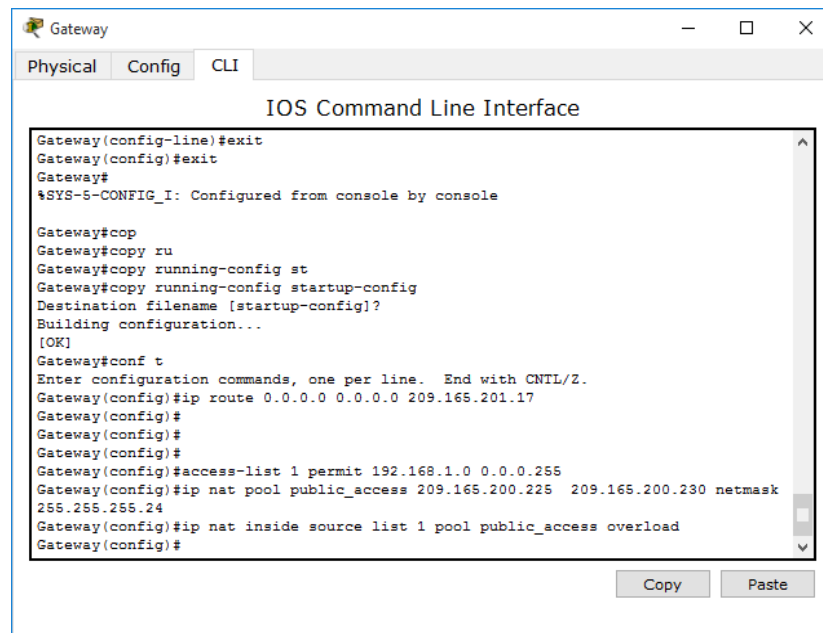 Gateway
Physical Config CLI
IOS Command Line Interface
Gateway(config-line)#exit
Gateway(config)#exit
Gateway#
%SYS-5-CONFIG_I: Configured from console by console
Gateway#cop
Gateway#copy ru
Gateway#copy running-config st
Gateway#copy running-config startup-config
Destination filename [startup-config]?
Building configuration...
[OK]
Gateway#conf t
Enter configuration commands, one per line.  End with CNTL/Z.
Gateway(config)#ip route 0.0.0.0 0.0.0.0 209.165.201.17
Gateway(config)#
Gateway(config)#
Gateway(config)#
Gateway(config)#access-list 1 permit 192.168.1.0 0.0.0.255
Gateway(config)#ip nat pool public_access 209.165.200.225  209.165.200.230 netmask
255.255.255.24
Gateway(config)#ip nat inside source list 1 pool public_access overload
Gateway(config)#
Copy Paste